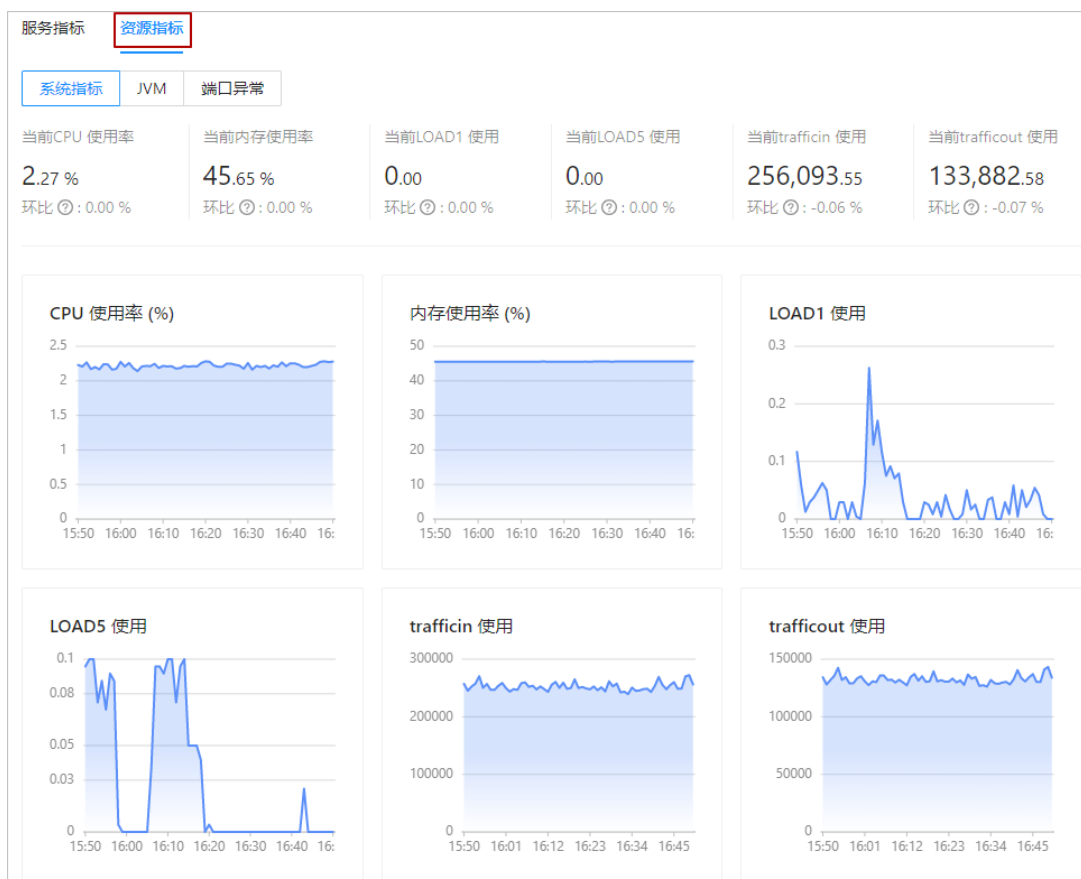 服务指标 资源指标
系统指标 JVM 端口异常
当前CPU 使用率 当前内存使用率 当前LOAD1 使用 当前LOAD5 使用 当前trafficin 使用 当前trafficout 使用
2.27 % 45.65 % 0.00 0.00 256,093.55 133,882.58
环比 ? : 0.00 % 环比 ? : 0.00 % 环比 ? : 0.00 % 环比 ? : 0.00 % 环比 ? : -0.06 % 环比 ? : -0.07 %
CPU 使用率 (%)
2.5
2
1.5
1
0.5
0
15:50 16:00 16:10 16:20 16:30 16:40 16:
内存使用率 (%)
50
40
30
20
10
0
15:50 16:00 16:10 16:20 16:30 16:40 16:
LOAD1 使用
0.3
0.2
0.1
0
15:50 16:00 16:10 16:20 16:30 16:40 16:
LOAD5 使用
0.1
0.08
0.05
0.03
0
15:50 16:00 16:10 16:20 16:30 16:40 16:
trafficin 使用
300000
200000
100000
0
15:50 16:01 16:12 16:23 16:34 16:45
trafficout 使用
150000
100000
50000
0
15:50 16:01 16:12 16:23 16:34 16:45